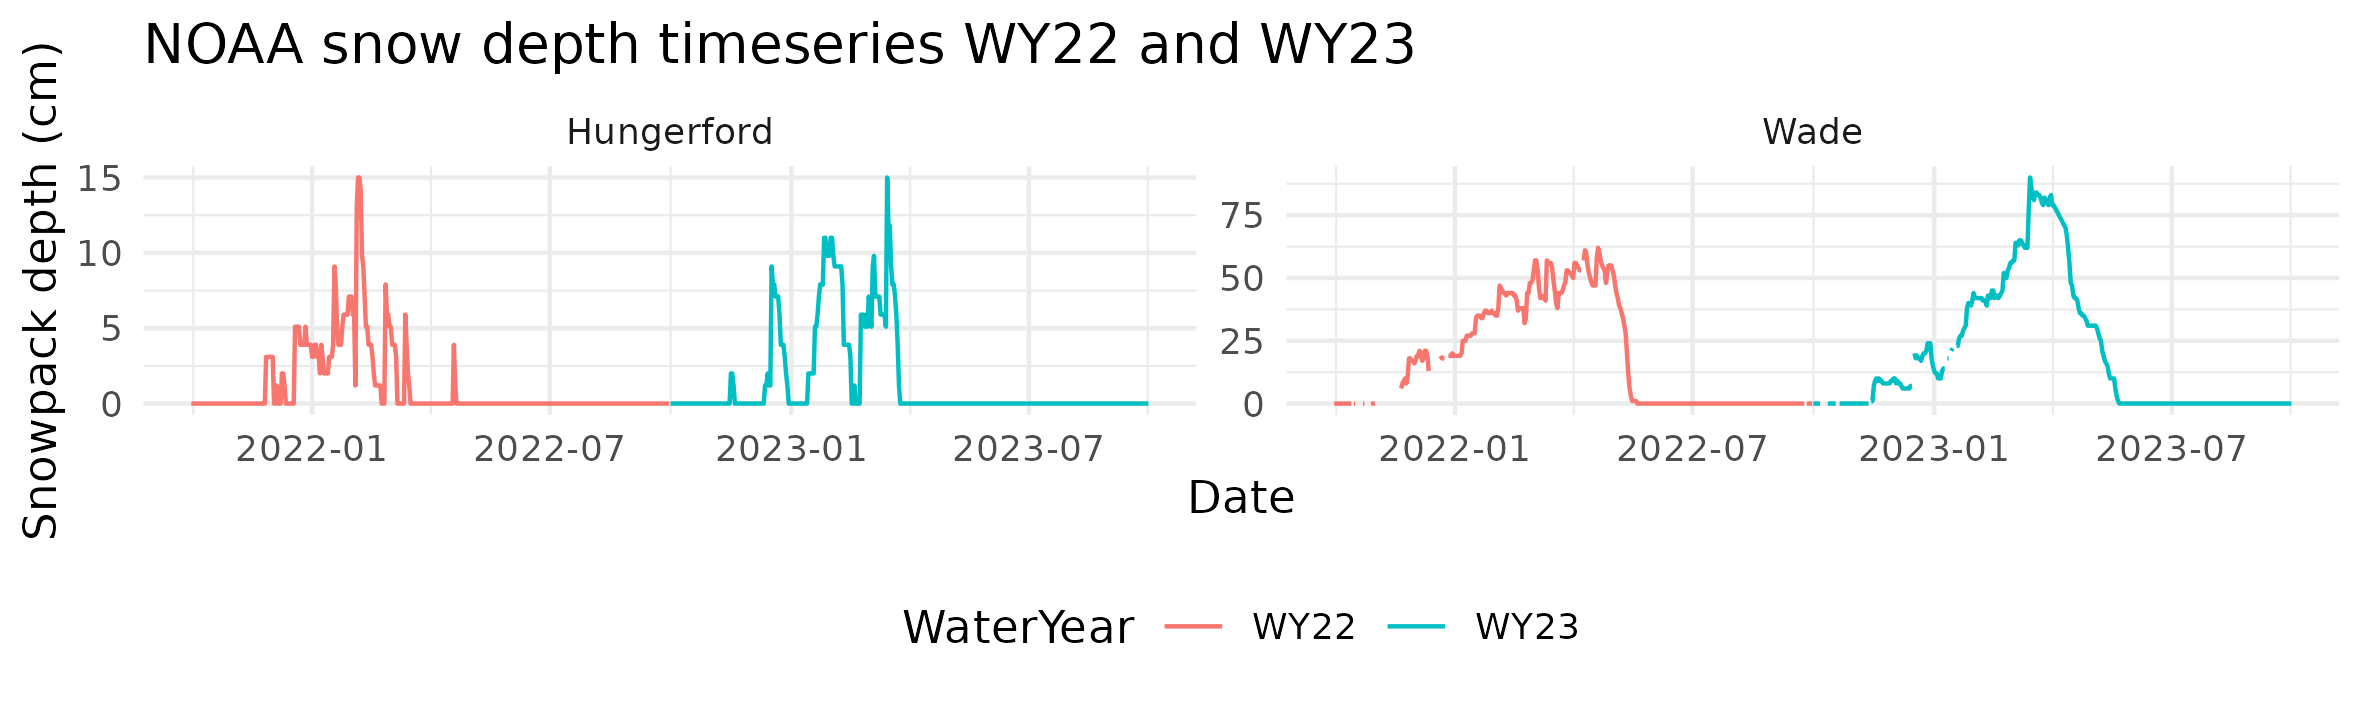 NOAA snow depth timeseries WY22 and WY23
Snowpack depth (cm)
Hungerford
15
10
5
0
2022-01 2022-07 2023-01 2023-07
Wade
75
50
25
0
2022-01 2022-07 2023-01 2023-07
Date
WaterYear WY22 WY23